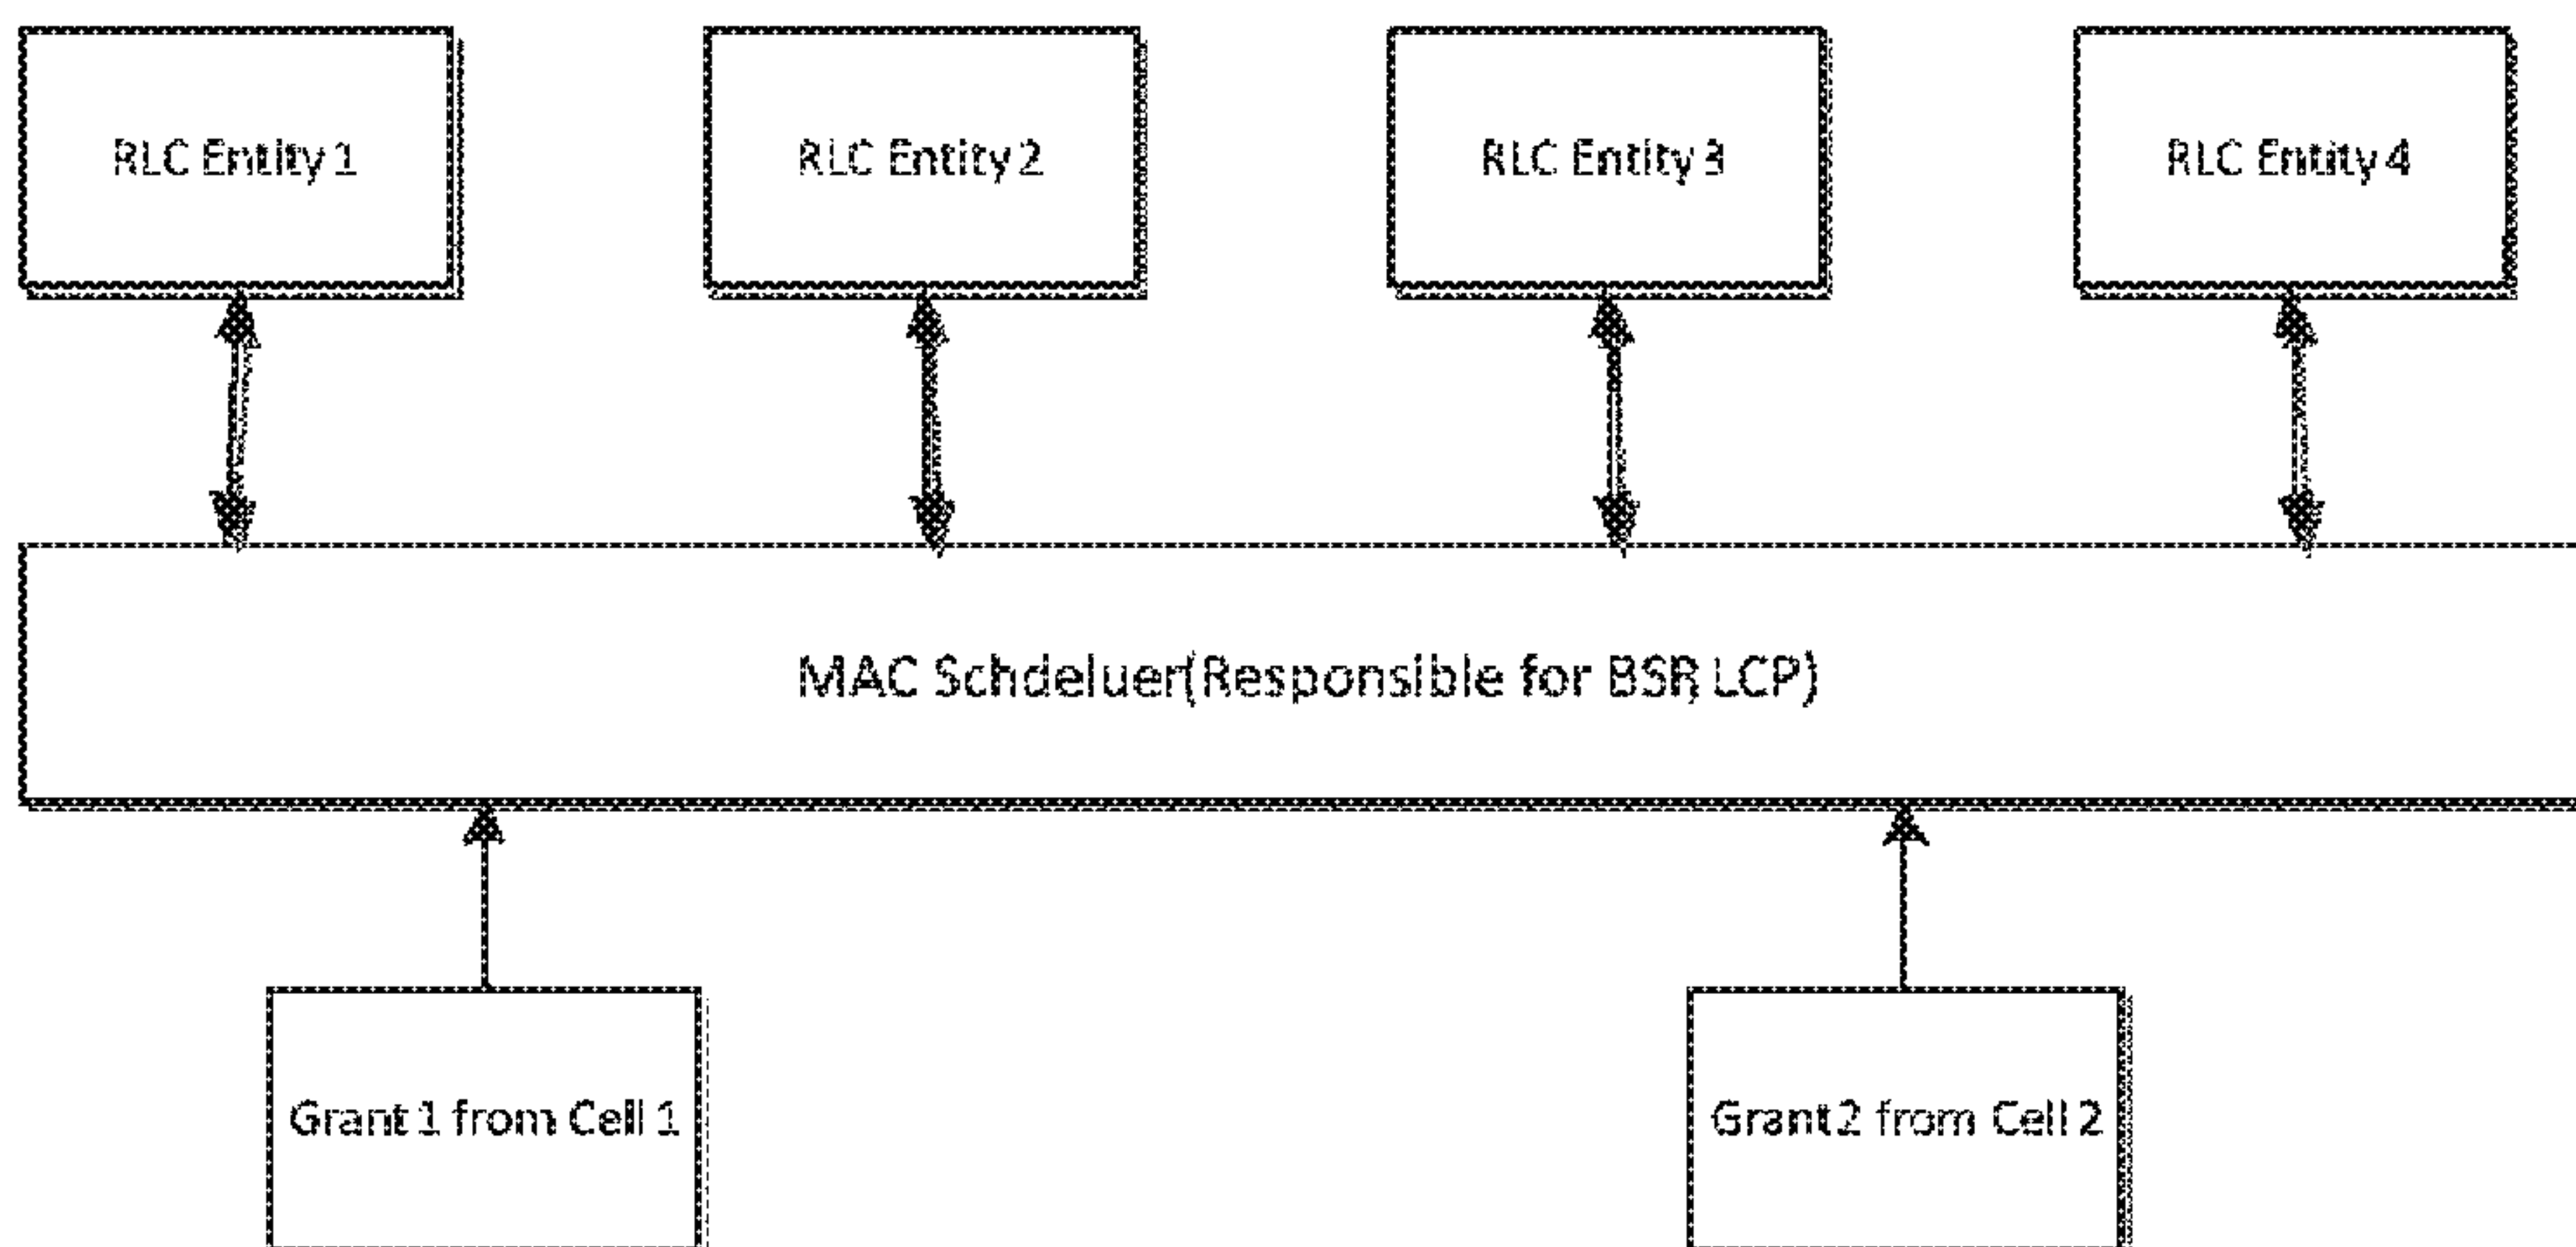 RLC Entity 1
RLC Entity 2
RLC Entity 3
RLC Entity 4
MAC Schdeluer(Responsible for BSR, LCP)
Grant 1 from Cell 1
Grant 2 from Cell 2